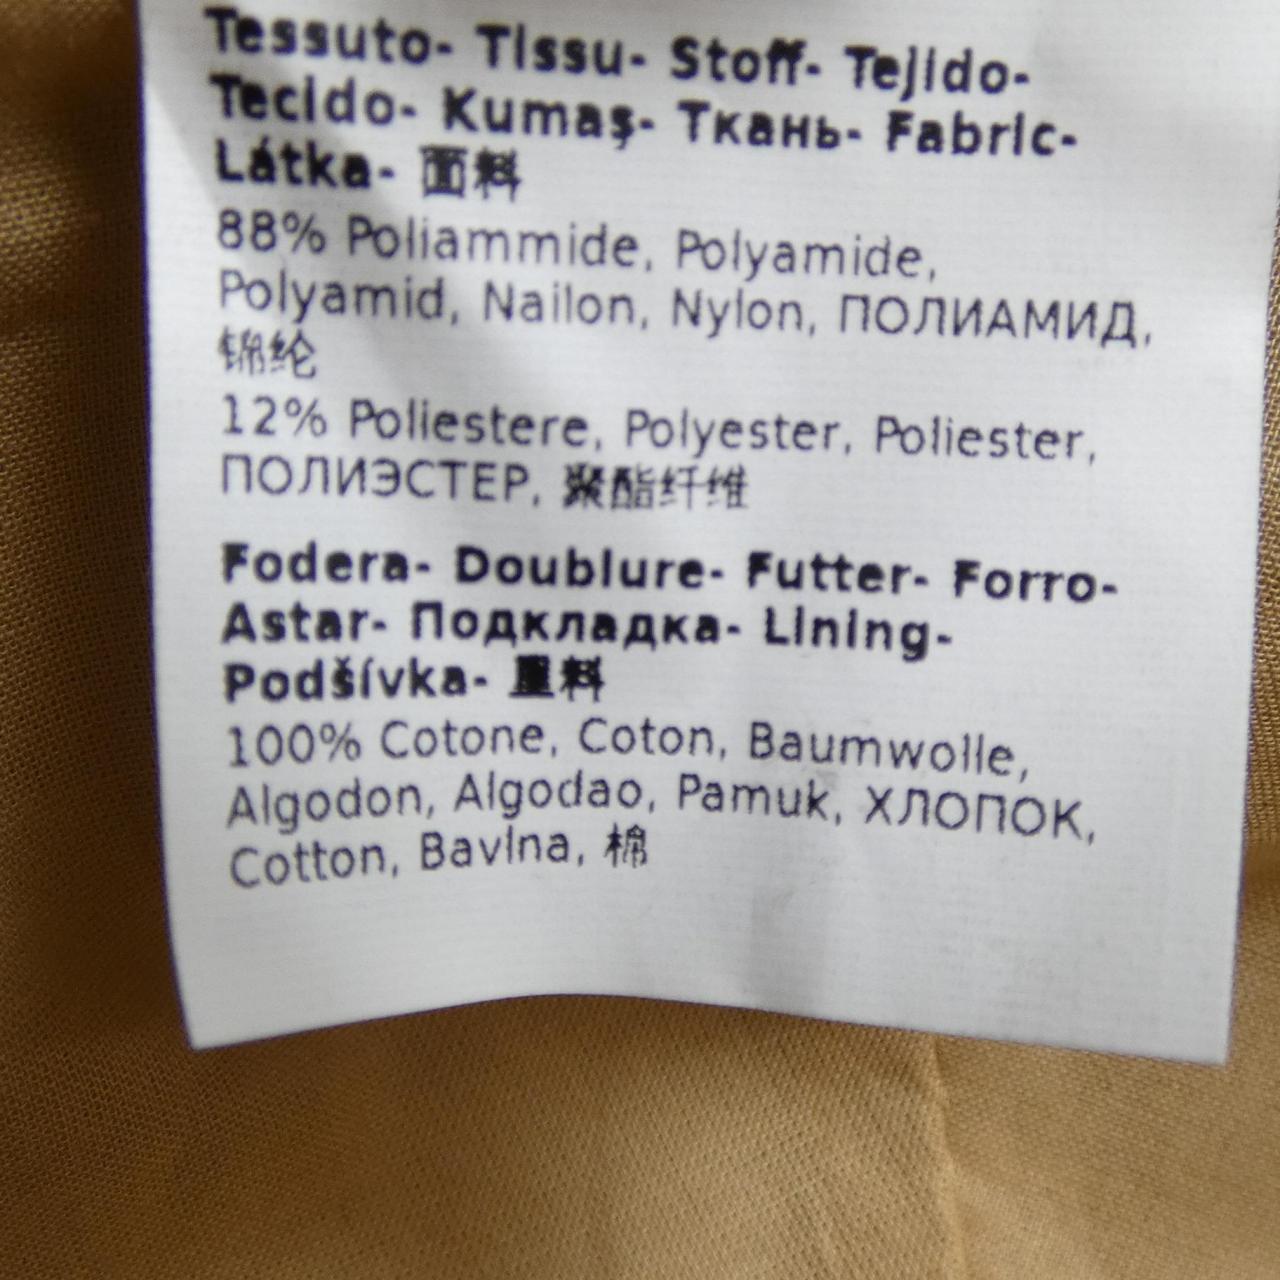 Tessuto- Tissu- Stoff- Tejido-
Tecido- Kumaş- Ткань- Fabric-
Látka- 面料
88% Poliammide, Polyamide,
Polyamid, Nailon, Nylon, ПОЛИАМИД,
锦纶
12% Poliestere, Polyester, Poliester,
ПОЛИЭСТЕР, 聚酯纤维
Fodera- Doublure- Futter- Forro-
Astar- Подкладка- Lining-
Podšívka- 里料
100% Cotone, Coton, Baumwolle,
Algodon, Algodao, Pamuk, ХЛОПОК,
Cotton, Bavlna, 棉